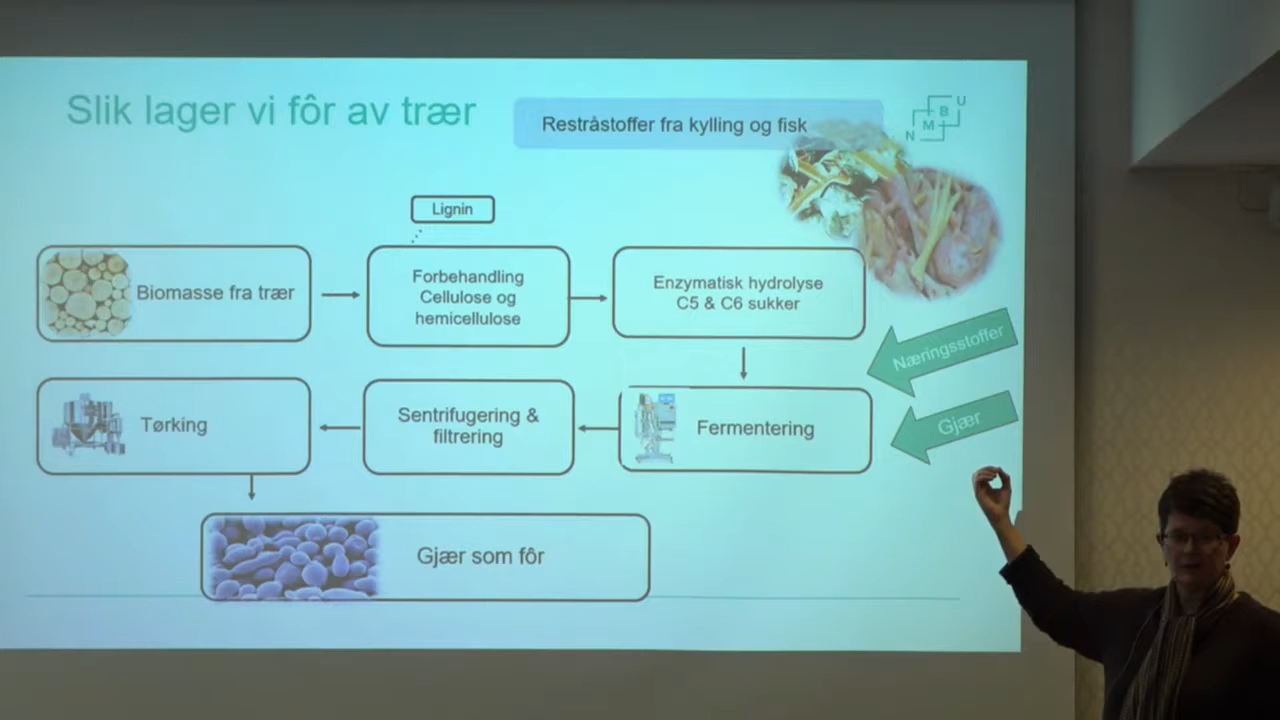 Slik lager vi fôr av trær
Restråstoffer fra kylling og fisk
N M B U
Lignin
Biomasse fra trær
Forbehandling
Cellulose og
hemicellulose
Enzymatisk hydrolyse
C5 & C6 sukker
Næringsstoffer
Gjær
Fermentering
Sentrifugering &
filtrering
Tørking
Gjær som fôr